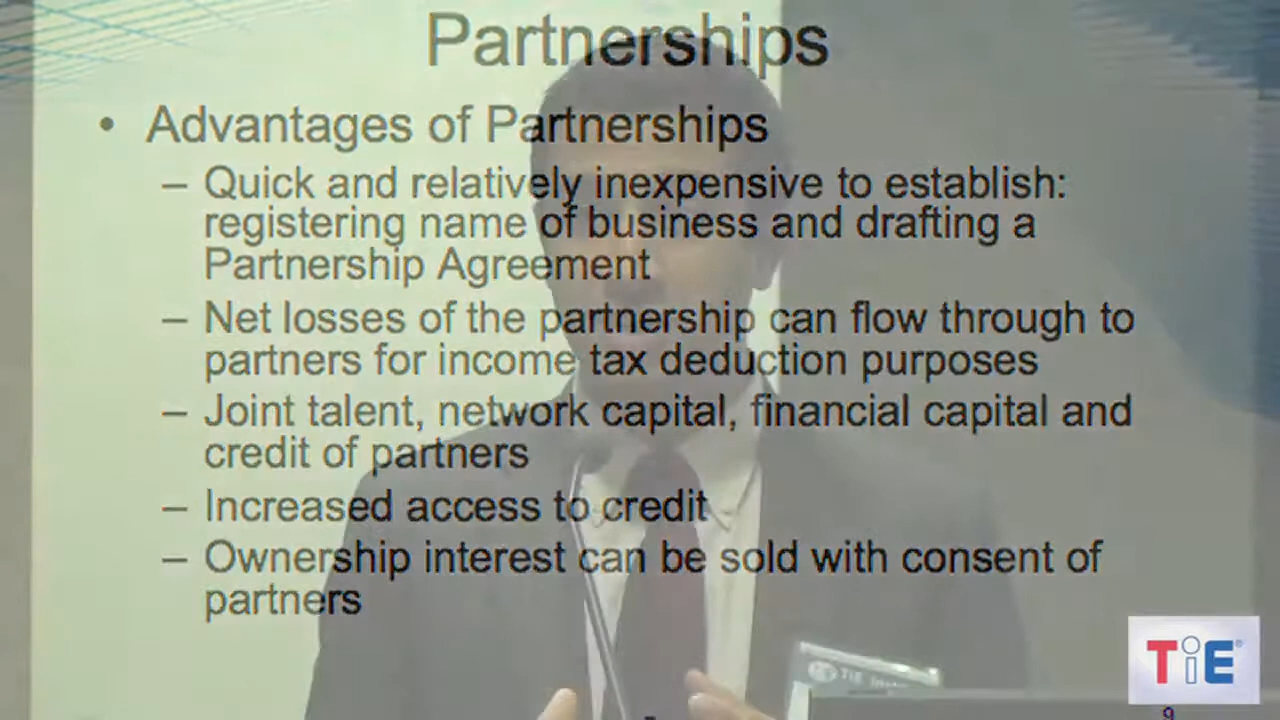 Partnerships
• Advantages of Partnerships
– Quick and relatively inexpensive to establish:
registering name of business and drafting a
Partnership Agreement
– Net losses of the partnership can flow through to
partners for income tax deduction purposes
– Joint talent, network capital, financial capital and
credit of partners
– Increased access to credit
– Ownership interest can be sold with consent of
partners
TiE®
TiE
9